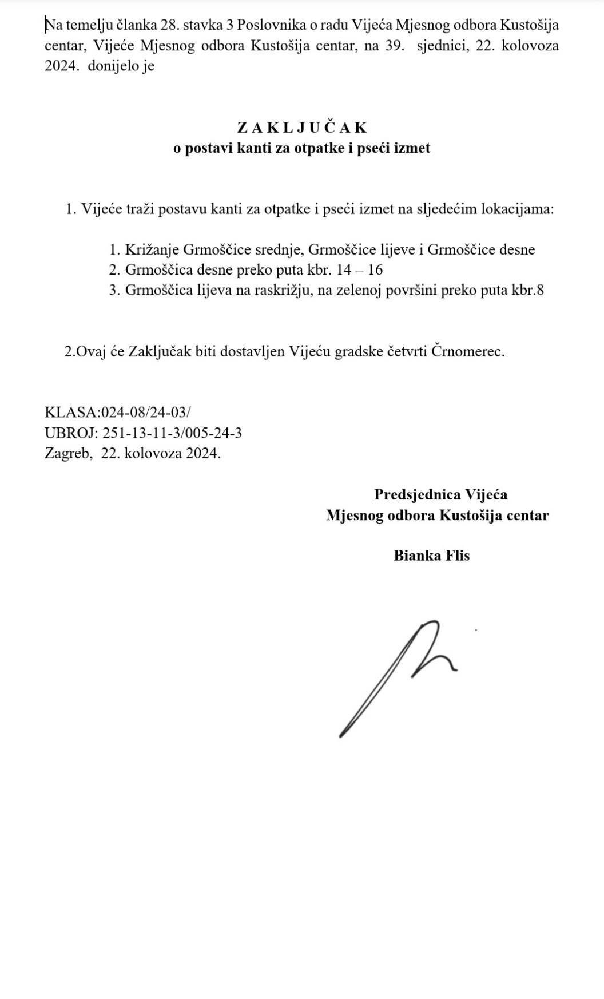 Na temelju članka 28. stavka 3 Poslovnika o radu Vijeća Mjesnog odbora Kustošija
centar, Vijeće Mjesnog odbora Kustošija centar, na 39. sjednici, 22. kolovoza
2024. donijelo je
Z A K L J U Č A K
o postavi kanti za otpatke i pseći izmet
1. Vijeće traži postavu kanti za otpatke i pseći izmet na sljedećim lokacijama:
1. Križanje Grmoščice srednje, Grmoščice lijeve i Grmoščice desne
2. Grmoščica desne preko puta kbr. 14 – 16
3. Grmoščica lijeva na raskrižju, na zelenoj površini preko puta kbr.8
2.Ovaj će Zaključak biti dostavljen Vijeću gradske četvrti Črnomerec.
KLASA:024-08/24-03/
UBROJ: 251-13-11-3/005-24-3
Zagreb, 22. kolovoza 2024.
Predsjednica Vijeća
Mjesnog odbora Kustošija centar
Bianka Flis